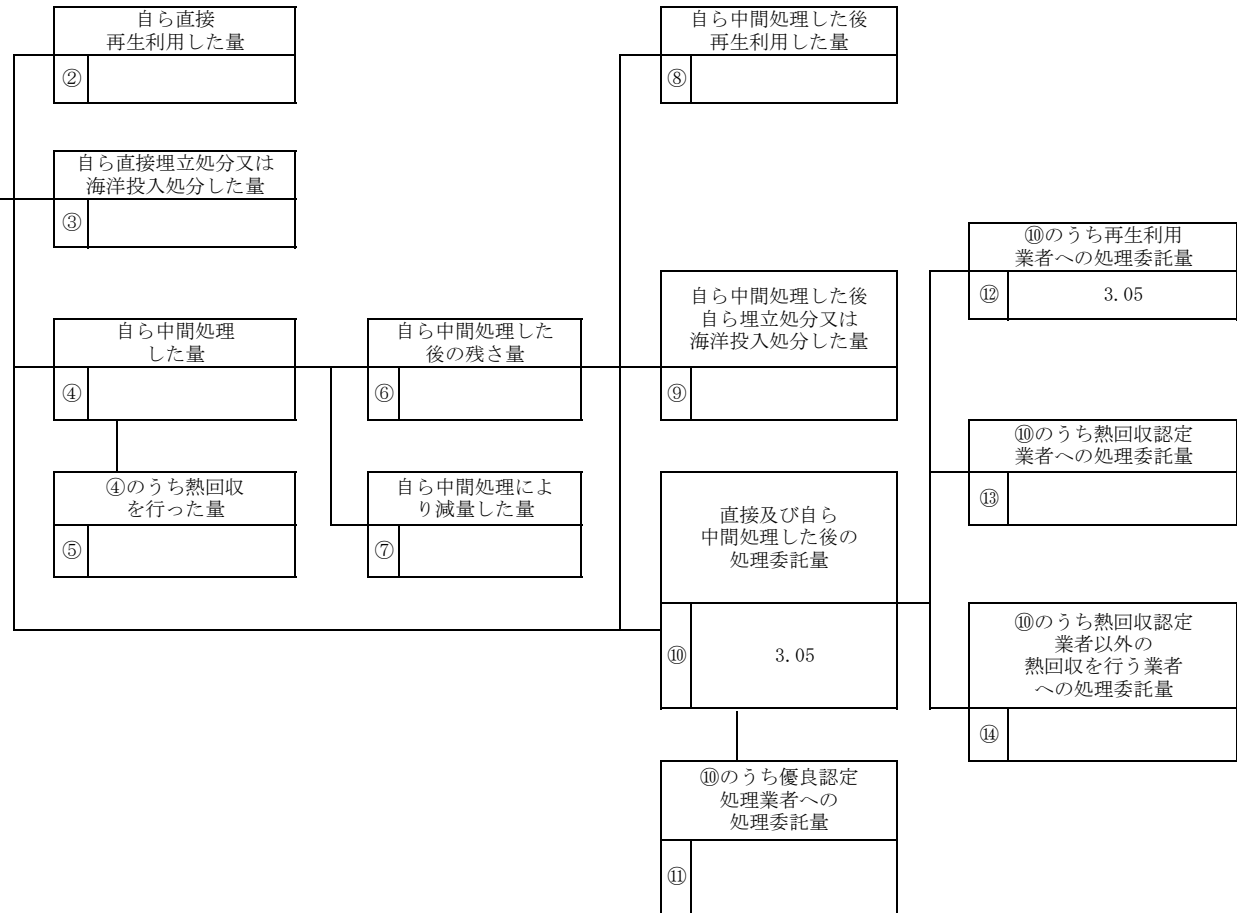 自ら直接
再生利用した量
②
自ら直接埋立処分又は
海洋投入処分した量
③
自ら中間処理
した量
④
④のうち熱回収
を行った量
⑤
自ら中間処理した
後の残さ量
⑥
自ら中間処理によ
り減量した量
⑦
自ら中間処理した後
再生利用した量
⑧
自ら中間処理した後
自ら埋立処分又は
海洋投入処分した量
⑨
直接及び自ら
中間処理した後の
処理委託量
⑩ 3.05
⑩のうち優良認定
処理業者への
処理委託量
⑪
⑩のうち再生利用
業者への処理委託量
⑫ 3.05
⑩のうち熱回収認定
業者への処理委託量
⑬
⑩のうち熱回収認定
業者以外の
熱回収を行う業者
への処理委託量
⑭